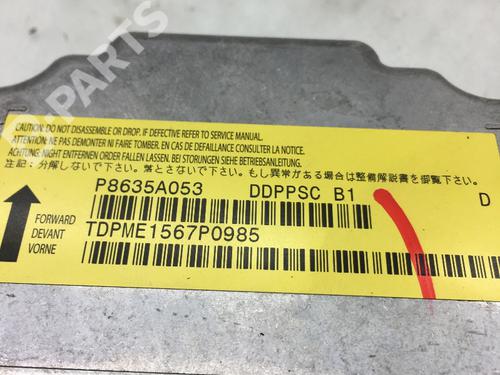 B-PARTS
CAUTION: DO NOT DISASSEMBLE OR DROP. IF DEFECTIVE REFER TO SERVICE MANUAL.
ATTENTION: NE PAS DEMONTER NI FAIRE TOMBER. EN CAS DE DEFAILLANCE CONSULTER LA NOTICE.
ACHTUNG: NIGHT ENTFERNEN ODER FALLEN LASSEN. BEI STORUNGEN SIEHE BETRIEBSANLEITUNG.
注記：分解しないで下さい。落とさないで下さい。もし異常がある場合は整備解説書を御覧下さい。
P8635A053 DDPPSC B1 D
FORWARD
DEVANT
VORNE
TDPME1567P0985